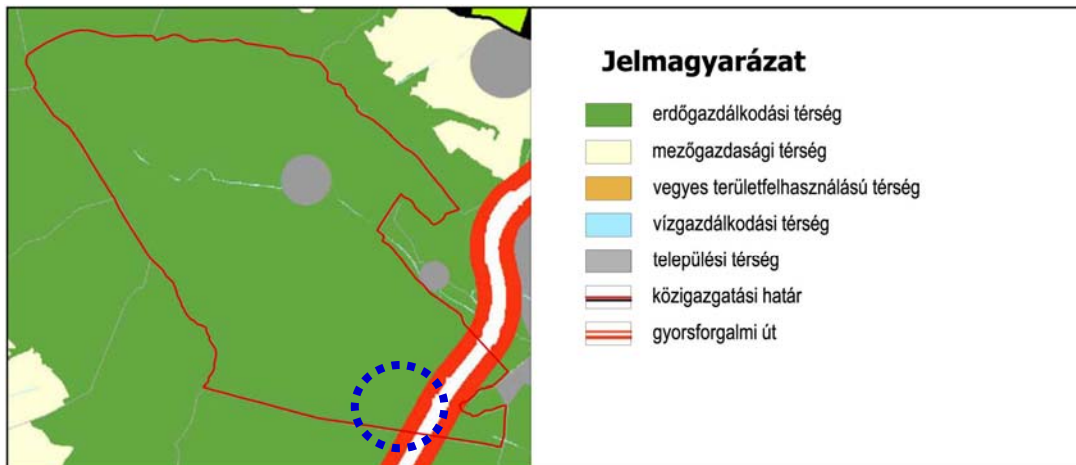 Jelmagyarázat
erdőgazdálkodási térség
mezőgazdasági térség
vegyes területfelhasználású térség
vízgazdálkodási térség
települési térség
közigazgatási határ
gyorsforgalmi út